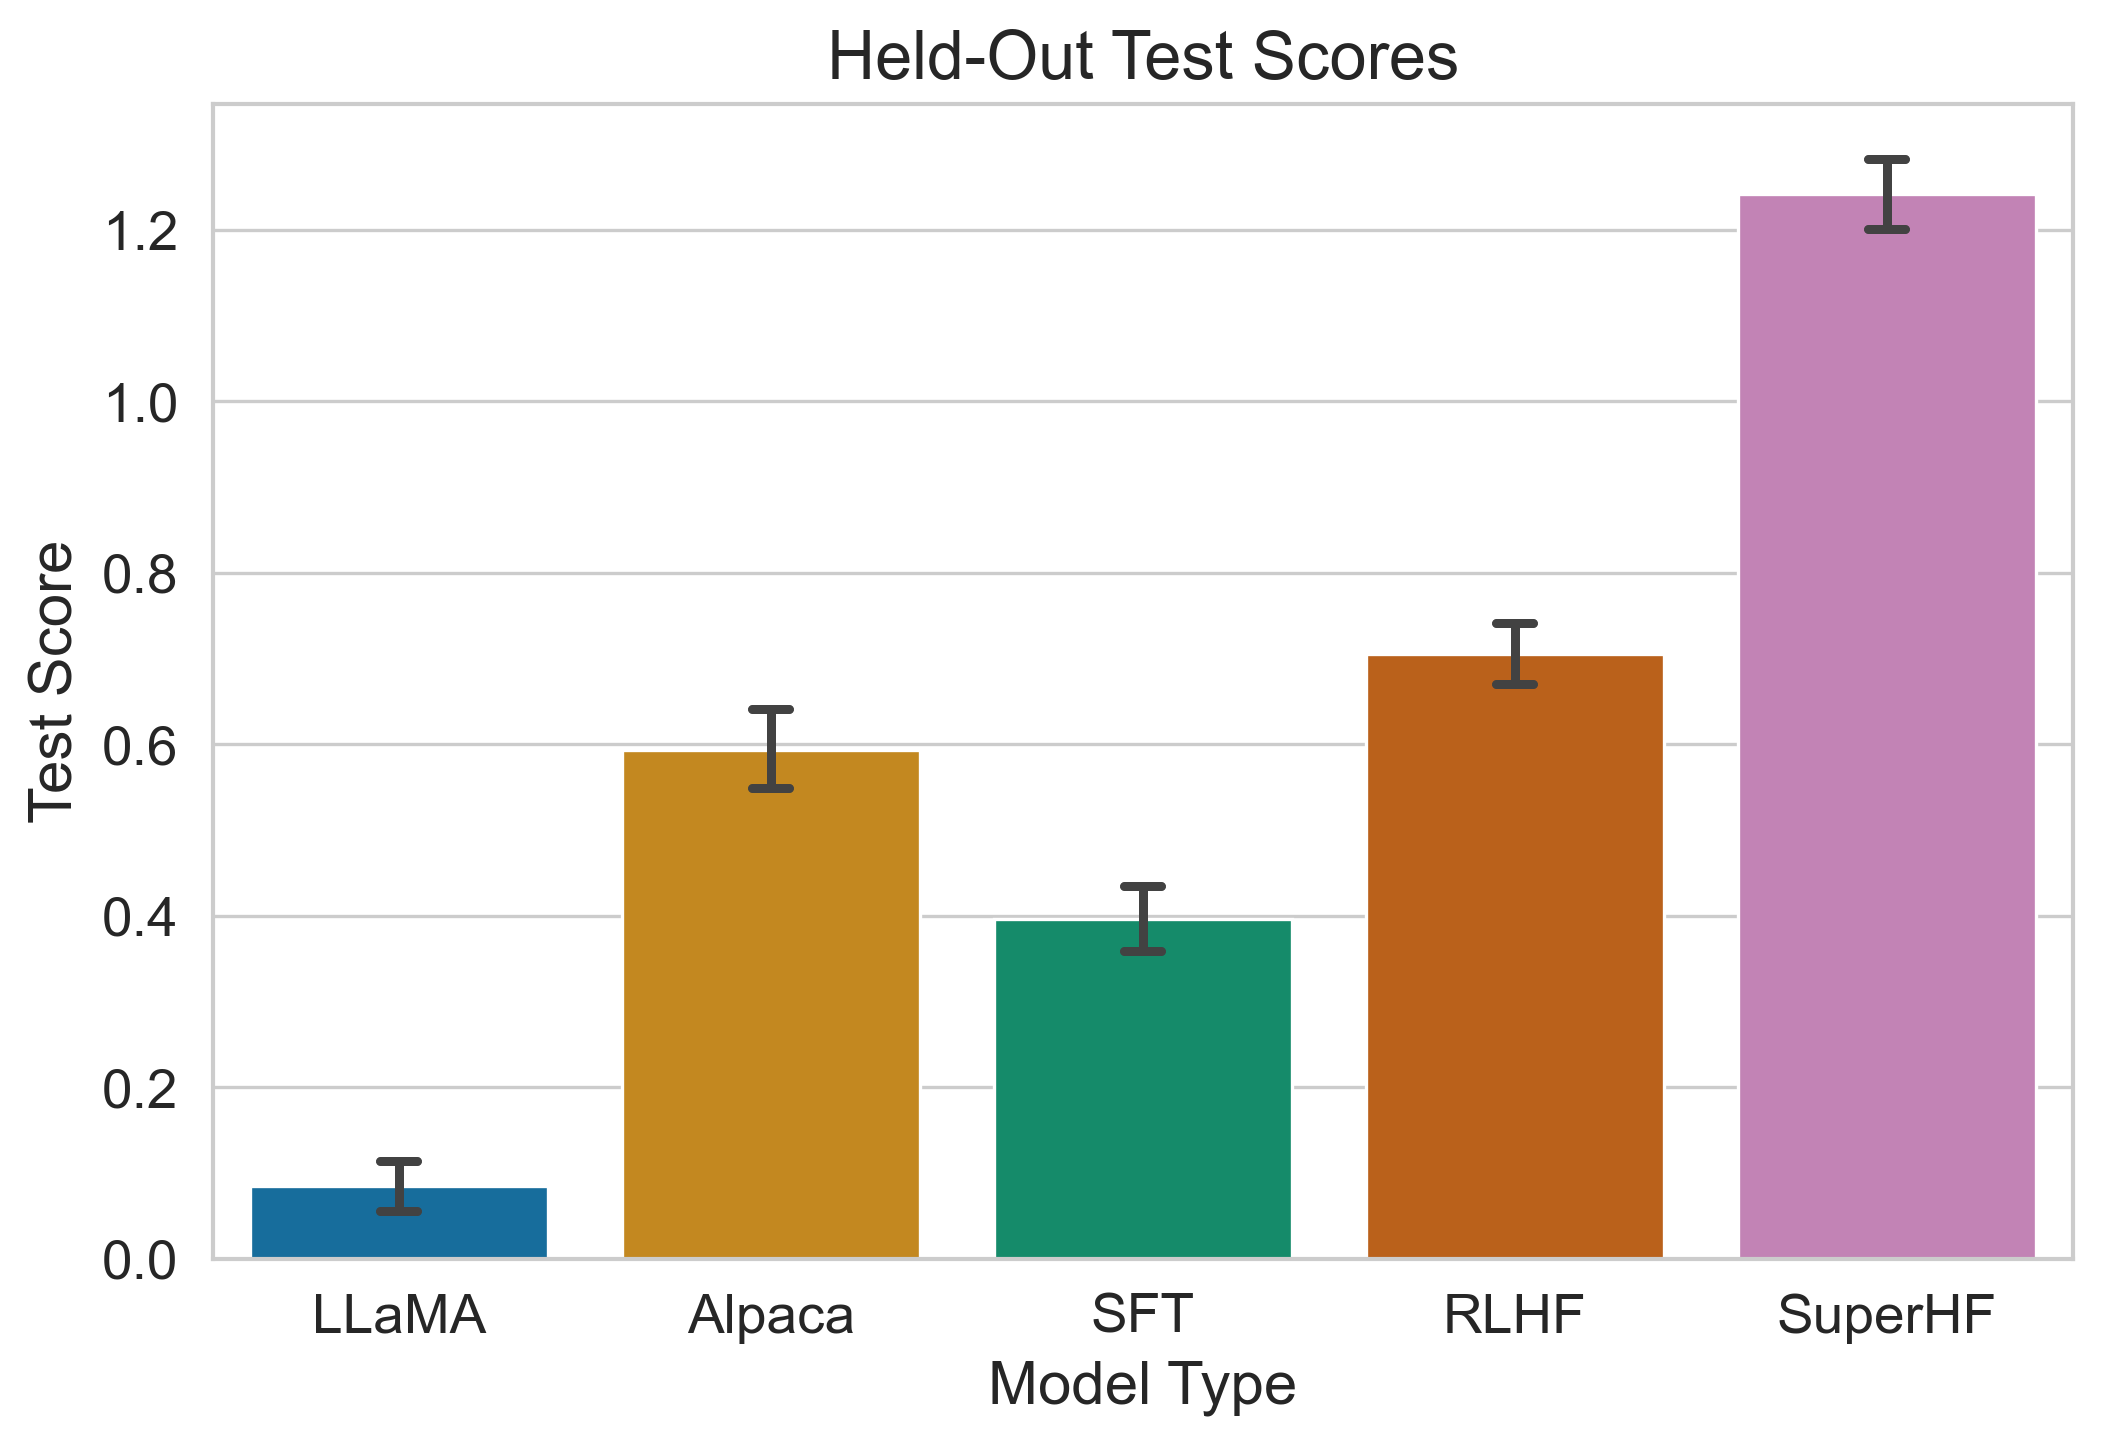 Held-Out Test Scores
Test Score
1.2
1.0
0.8
0.6
0.4
0.2
0.0
LLaMA Alpaca SFT RLHF SuperHF
Model Type